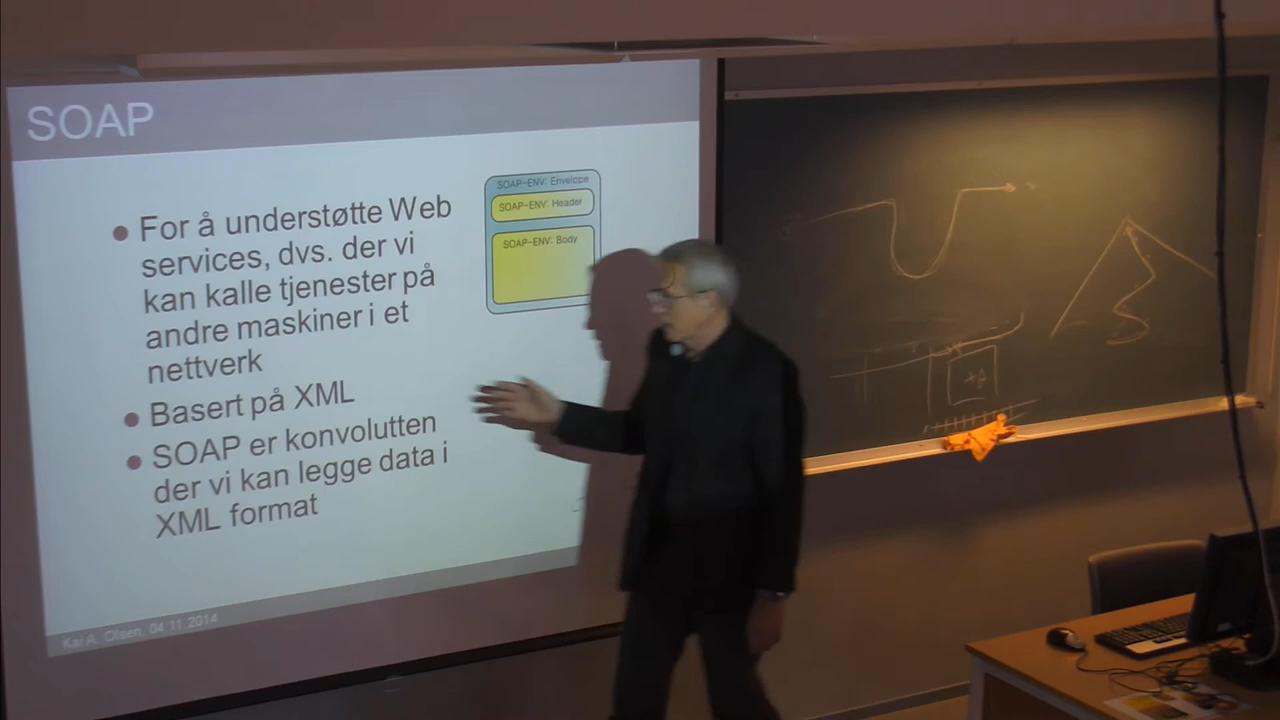 SOAP
• For å understøtte Web
services, dvs. der vi
kan kalle tjenester på
andre maskiner i et
nettverk
• Basert på XML
• SOAP er konvolutten
der vi kan legge data i
XML format
SOAP-ENV: Envelope
SOAP-ENV: Header
SOAP-ENV: Body
Kai A. Olsen, 04.11.2014